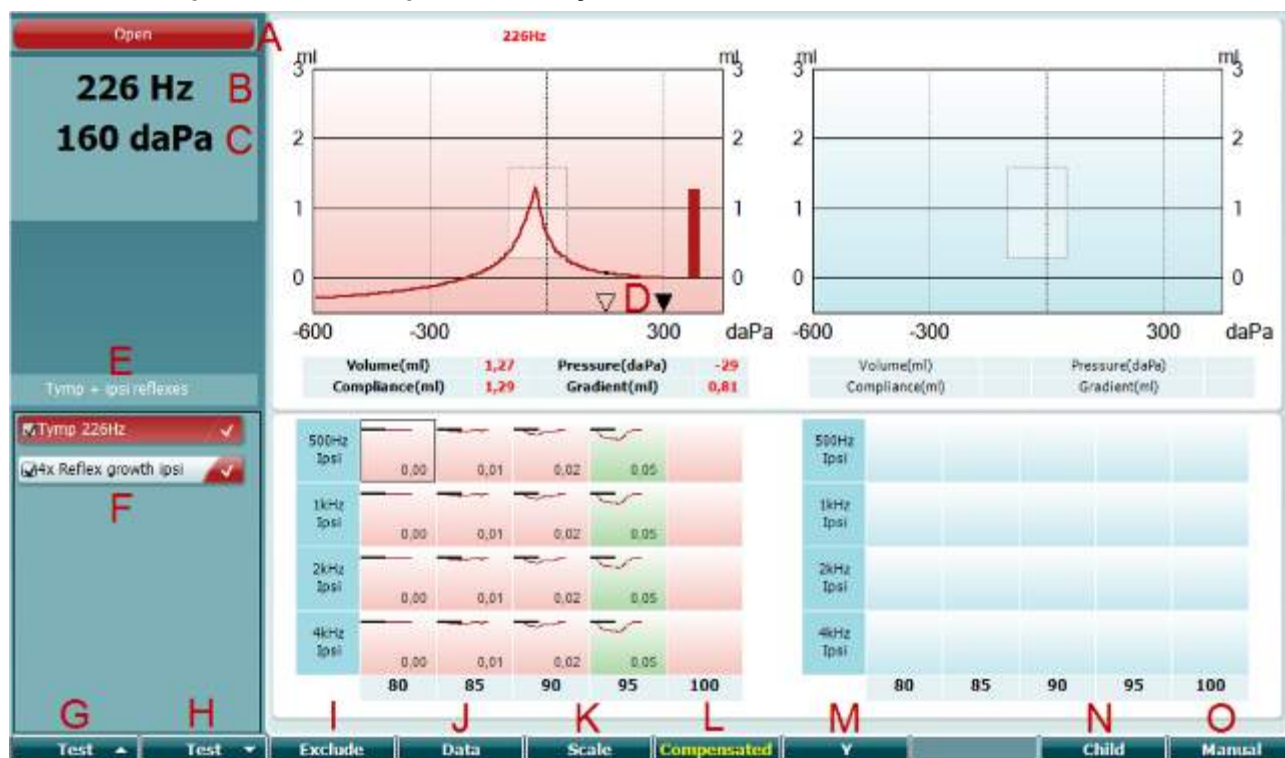 Open
A
226 Hz B
160 daPa C
E
Tymp + ipsi reflexes
Tymp 226Hz
4x Reflex growth ipsi
F
G H
226Hz
ml ml
3 3
2 2
1 1
0 0
D
-600 -300 300 daPa
Volume(ml) 1,27 Pressure(daPa) -29
Compliance(ml) 1,29 Gradient(ml) 0,81
ml ml
3 3
2 2
1 1
0 0
-600 -300 300 daPa
Volume(ml) Pressure(daPa)
Compliance(ml) Gradient(ml)
500Hz
Ipsi 0,00 0,01 0,02 0,05
1kHz
Ipsi 0,00 0,01 0,02 0,05
2kHz
Ipsi 0,00 0,01 0,02 0,05
4kHz
Ipsi 0,00 0,01 0,02 0,05
80 85 90 95 100
500Hz
Ipsi
1kHz
Ipsi
2kHz
Ipsi
4kHz
Ipsi
80 85 90 95 100
I J K L M N O
Test Test Exclude Data Scale Compensated Y Child Manual